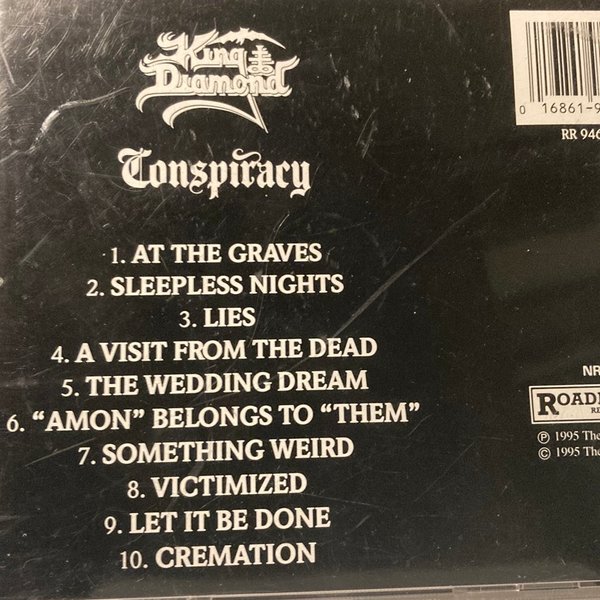 King Diamond
Conspiracy
1. AT THE GRAVES
2. SLEEPLESS NIGHTS
3. LIES
4. A VISIT FROM THE DEAD
5. THE WEDDING DREAM
6. “AMON” BELONGS TO “THEM”
7. SOMETHING WEIRD
8. VICTIMIZED
9. LET IT BE DONE
10. CREMATION
0 16861-9
RR 946
NR
ROAD
Ⓟ 1995 The
© 1995 The